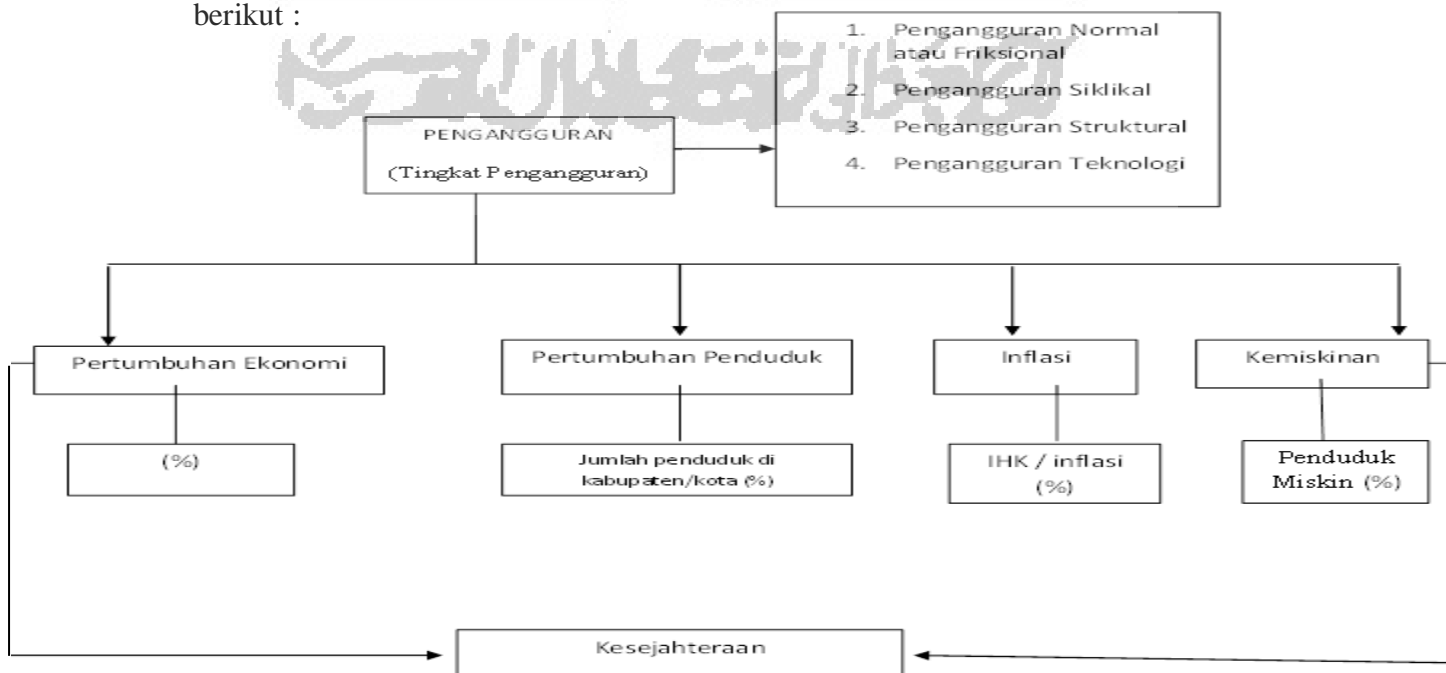 berikut :
1. Pengangguran Normal
atau Friksional
2. Pengangguran Siklikal
3. Pengangguran Struktural
4. Pengangguran Teknologi
PENGANGGURAN
(Tingkat Pengangguran)
Pertumbuhan Ekonomi
Pertumbuhan Penduduk
Inflasi
Kemiskinan
(%)
Jumlah penduduk di
kabupaten/kota (%)
IHK / inflasi
(%)
Penduduk
Miskin (%)
Kesejahteraan